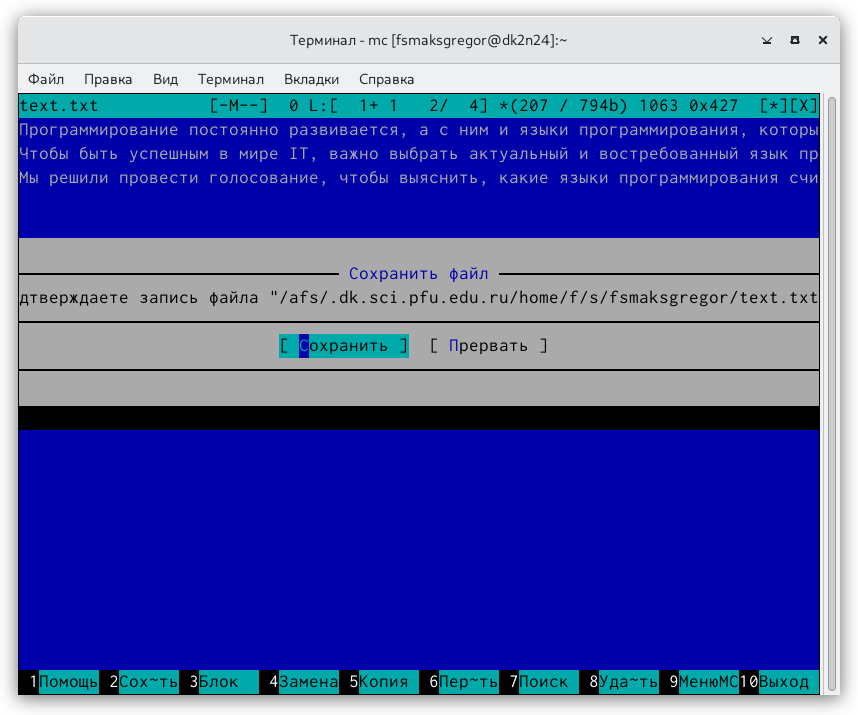 Терминал - mc [fsmaksgregor@dk2n24]:~
Файл Правка Вид Терминал Вкладки Справка
text.txt [-M--] 0 L:[ 1+ 1 2/ 4] *(207 / 794b) 1063 0x427 [*][X]
Программирование постоянно развивается, а с ним и языки программирования, которы
Чтобы быть успешным в мире IT, важно выбрать актуальный и востребованный язык пр
Мы решили провести голосование, чтобы выяснить, какие языки программирования счи
Сохранить файл
дтверждаете запись файла "/afs/.dk.sci.pfu.edu.ru/home/f/s/fsmaksgregor/text.txt
[ Сохранить ] [ Прервать ]
1Помощь 2Сох~ть 3Блок 4Замена 5Копия 6Пер~ть 7Поиск 8Уда~ть 9МенюMC 10Выход